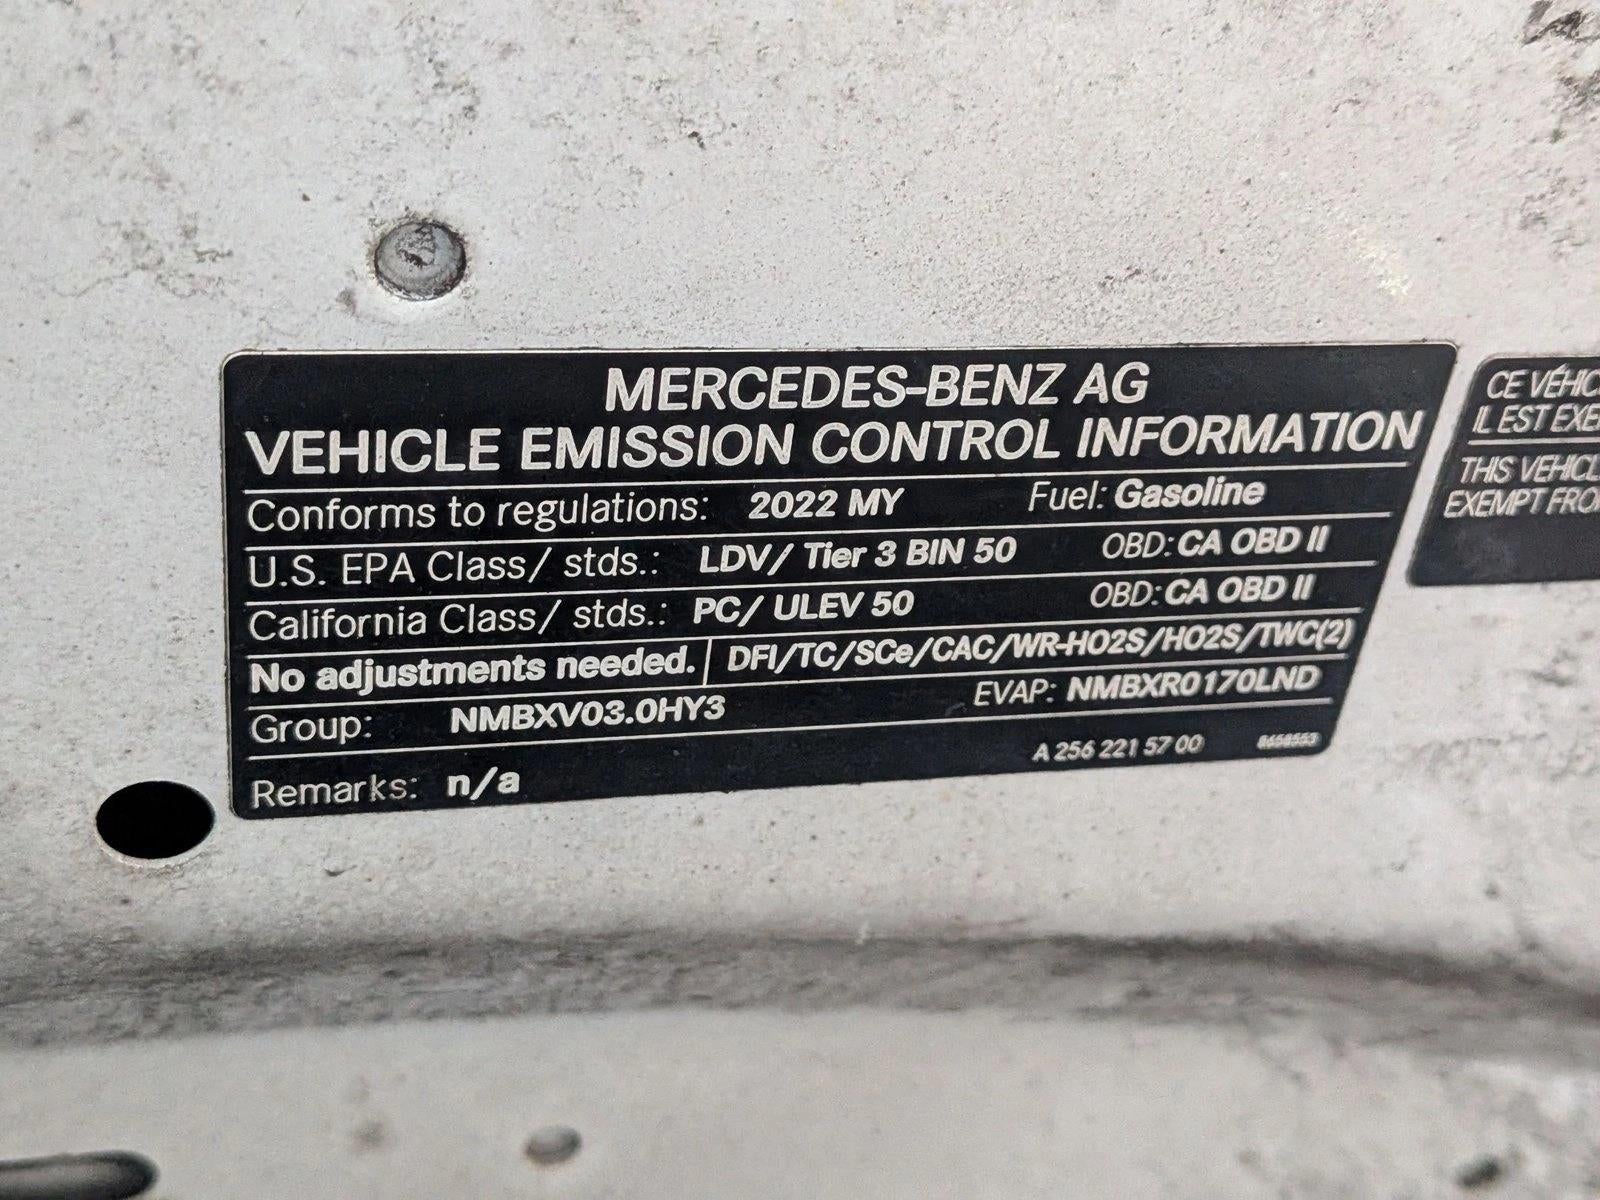 MERCEDES-BENZ AG
VEHICLE EMISSION CONTROL INFORMATION
Conforms to regulations: 2022 MY Fuel: Gasoline
U.S. EPA Class/ stds.: LDV/ Tier 3 BIN 50 OBD: CA OBD II
California Class/ stds.: PC/ ULEV 50 OBD: CA OBD II
No adjustments needed. DFI/TC/SCe/CAC/WR-HO2S/HO2S/TWC(2)
Group: NMBXV03.0HY3 EVAP: NMBXR0170LND
Remarks: n/a A 256 221 57 00
CE VÉHIC
IL EST EXE
THIS VEHICL
EXEMPT FRO